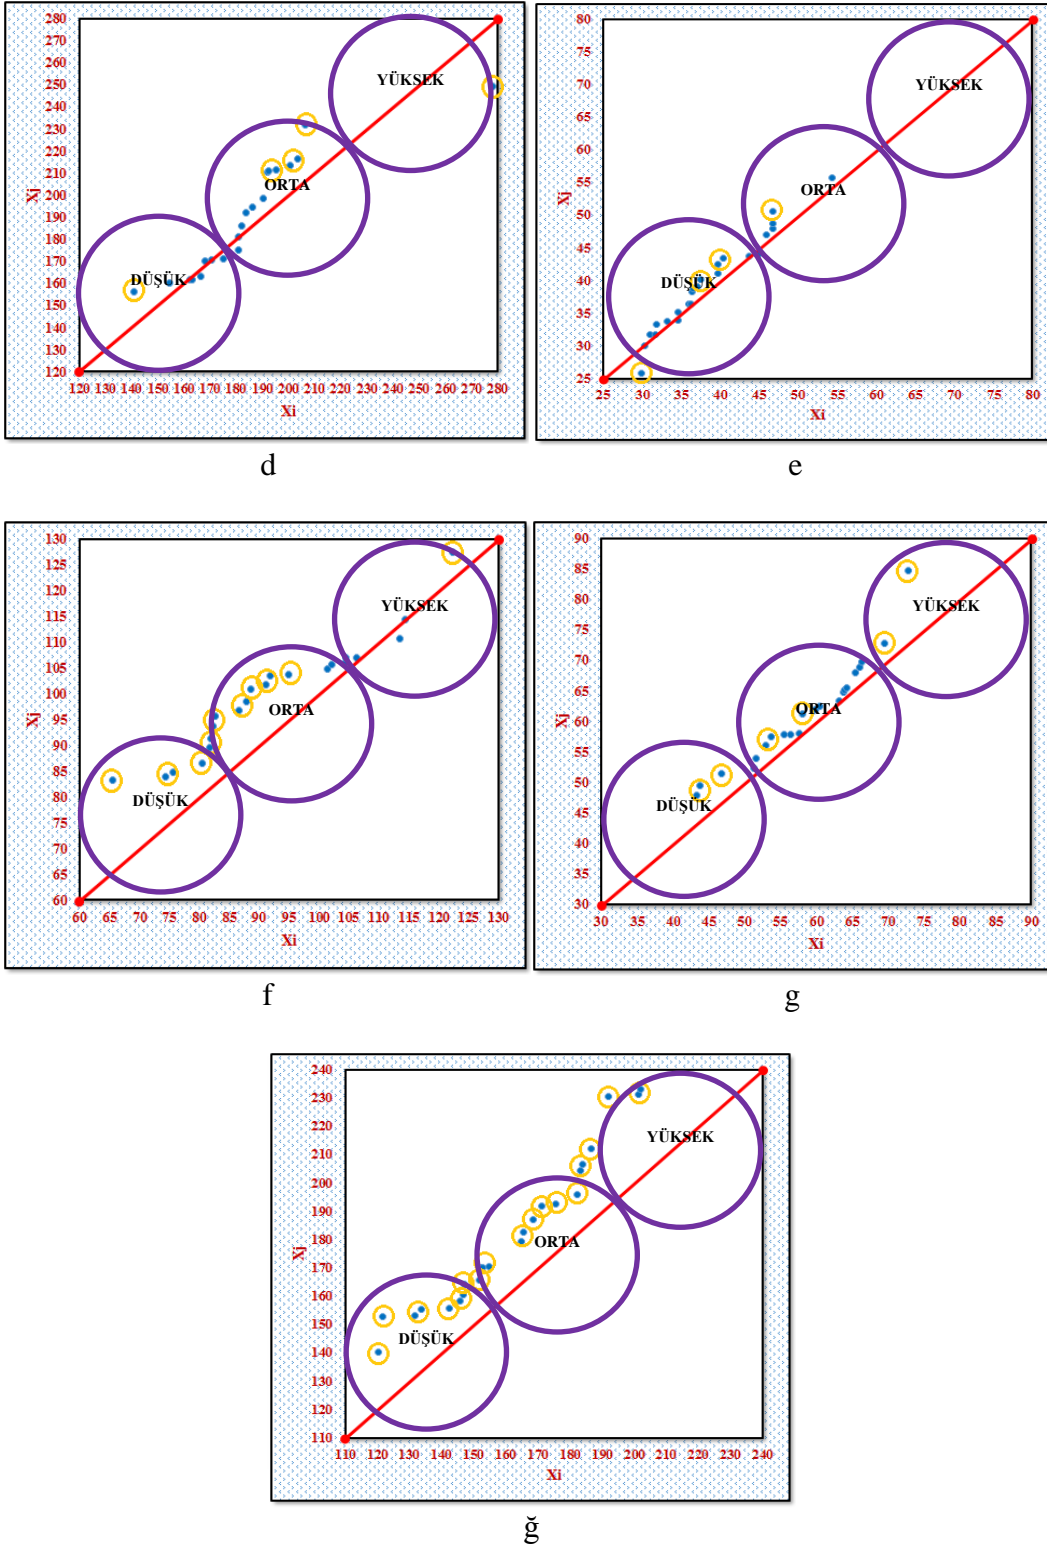 280
270
260
250
240
230
220
210
200
190
180
170
160
150
140
130
120
Xj
YÜKSEK
ORTA
DÜŞÜK
120 130 140 150 160 170 180 190 200 210 220 230 240 250 260 270 280
Xi
d
80
75
70
65
60
55
50
45
40
35
30
25
Xj
YÜKSEK
ORTA
DÜŞÜK
25 30 35 40 45 50 55 60 65 70 75 80
Xi
e
130
125
120
115
110
105
100
95
90
85
80
75
70
65
60
Xj
YÜKSEK
ORTA
DÜŞÜK
60 65 70 75 80 85 90 95 100 105 110 115 120 125 130
Xi
f
90
85
80
75
70
65
60
55
50
45
40
35
30
Xj
YÜKSEK
ORTA
DÜŞÜK
30 35 40 45 50 55 60 65 70 75 80 85 90
Xi
g
240
230
220
210
200
190
180
170
160
150
140
130
120
110
Xj
YÜKSEK
ORTA
DÜŞÜK
110 120 130 140 150 160 170 180 190 200 210 220 230 240
Xi
ğ